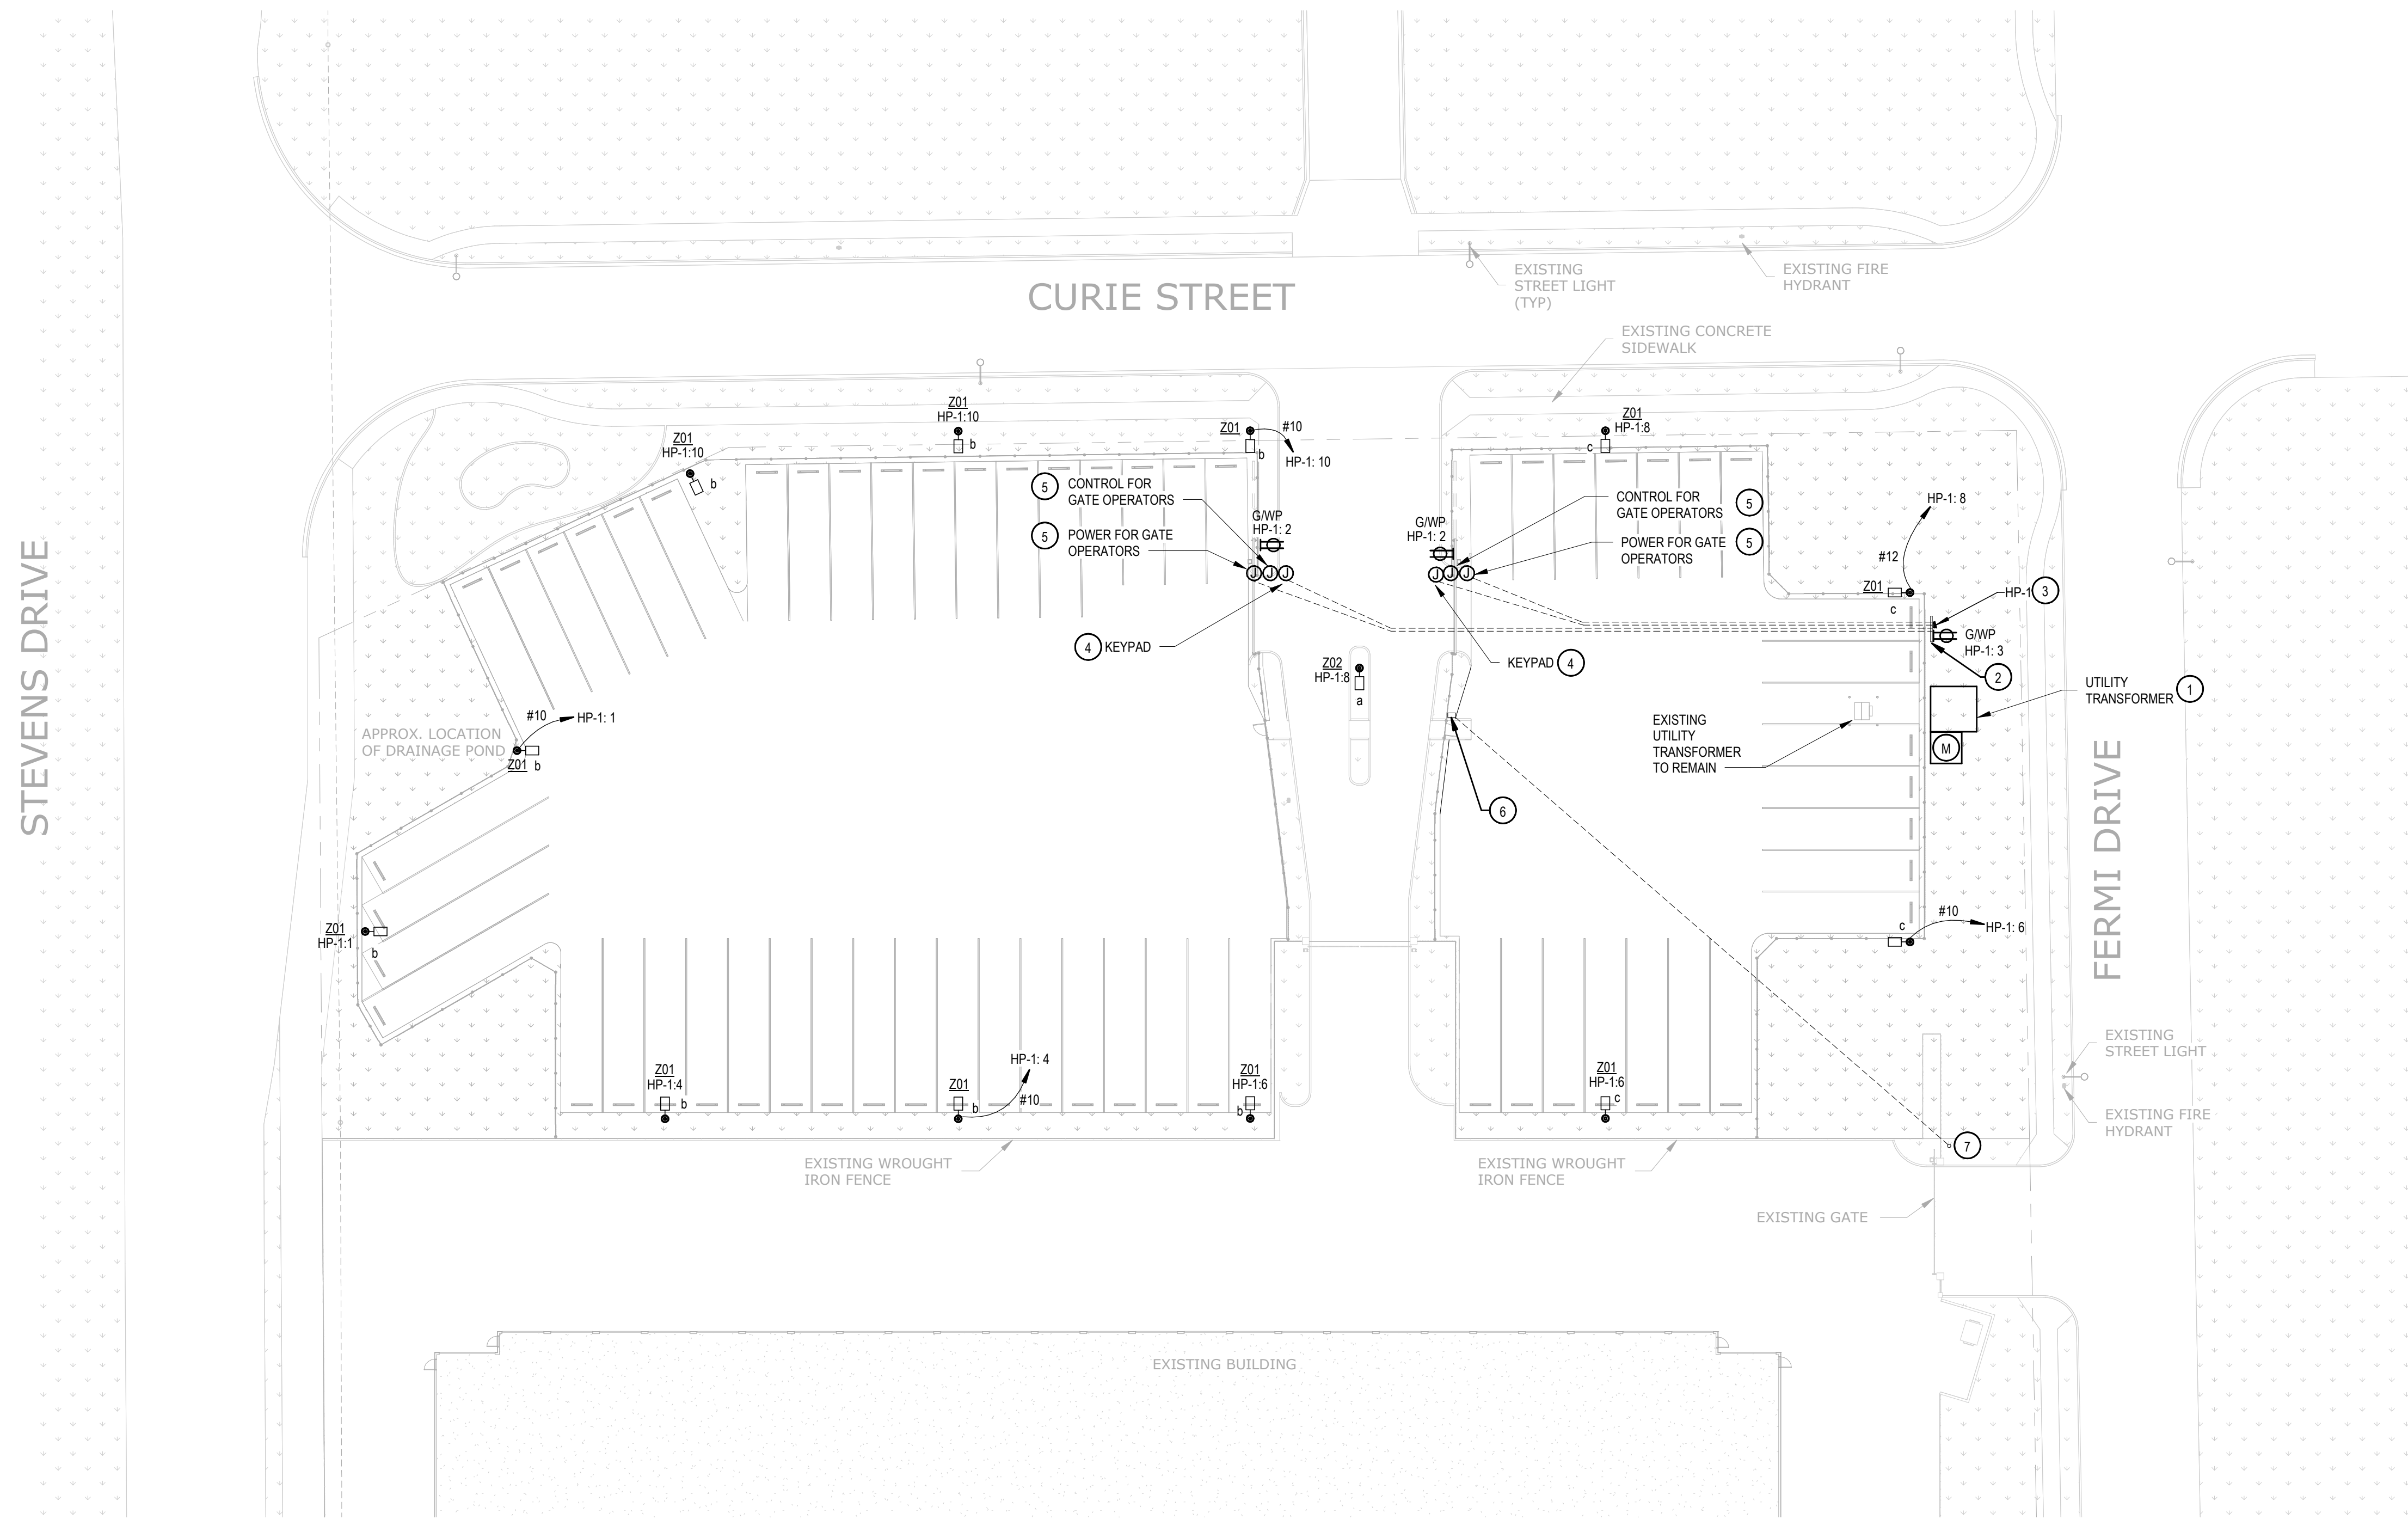 CURIE STREET
EXISTING
STREET LIGHT
(TYP)
EXISTING FIRE
HYDRANT
EXISTING CONCRETE
SIDEWALK
Z01
HP-1:10
b
Z01
HP-1:10
b
Z01
#10
b
HP-1: 10
Z01
HP-1:8
c
5
CONTROL FOR
GATE OPERATORS
5
POWER FOR GATE
OPERATORS
G/WP
HP-1: 2
J
J
J
4
KEYPAD
G/WP
HP-1: 2
J
J
J
CONTROL FOR
GATE OPERATORS
5
POWER FOR GATE
OPERATORS
5
KEYPAD
4
HP-1: 8
#12
Z01
c
HP-1
3
G/WP
HP-1: 3
2
UTILITY
TRANSFORMER
1
M
EXISTING
UTILITY
TRANSFORMER
TO REMAIN
Z02
HP-1:8
a
6
STEVENS DRIVE
APPROX. LOCATION
OF DRAINAGE POND
#10
HP-1: 1
Z01
b
Z01
HP-1:1
b
FERMI DRIVE
#10
c
HP-1: 6
Z01
HP-1:4
b
Z01
b
HP-1: 4
#10
Z01
HP-1:6
b
Z01
HP-1:6
c
EXISTING
STREET LIGHT
EXISTING FIRE
HYDRANT
7
EXISTING WROUGHT
IRON FENCE
EXISTING WROUGHT
IRON FENCE
EXISTING GATE
EXISTING BUILDING